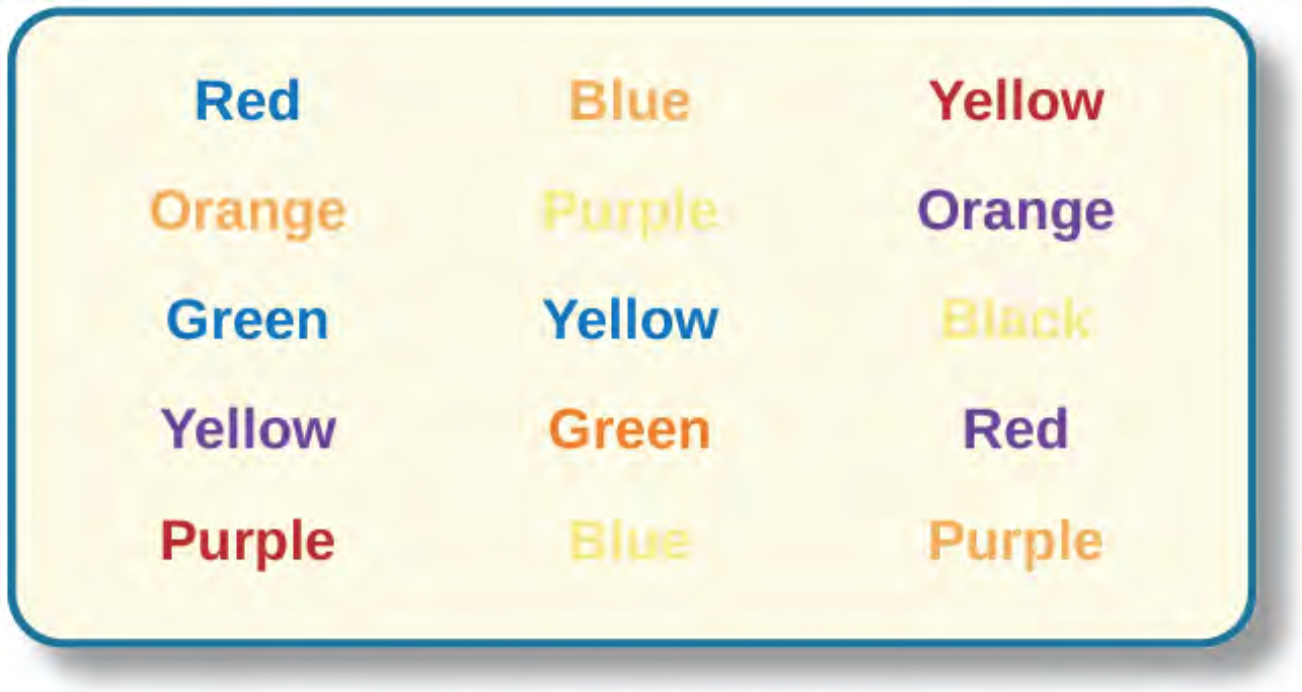 Red Blue Yellow
Orange Purple Orange
Green Yellow Black
Yellow Green Red
Purple Blue Purple